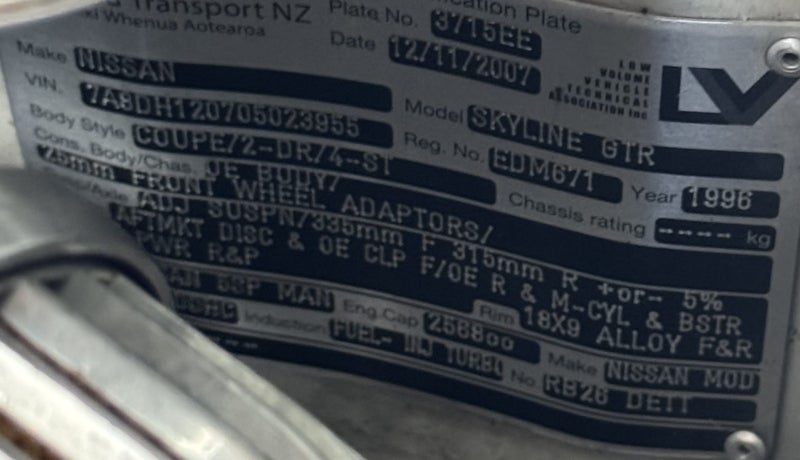 Transport NZ
Whenua Aotearoa
Plate
Plate No. 3715EE
Date 12/11/2007
LOW
VOLUME
VEHICLE
TECHNICAL
ASSOCIATION Inc
LV
Make NISSAN
Model SKYLINE GTR
VIN. 7A8DH120705023955
Reg. No. EDM671 Year 1996
Body Style COUPE/2-DR/4-ST
Chassis rating ---- kg
Cons. Body/Chas. OE BODY/
25mm FRONT WHEEL ADAPTORS/
ADJ SUSPN/335mm F 315mm R +or- 5%
AFTMKT DISC & OE CLP F/OE R & M-CYL & BSTR
PWR R&P
Rim 18X9 ALLOY F&R
5SP MAN
Eng.Cap 2568cc
Make NISSAN MOD
Induction FUEL-INJ TURBO
No RB26 DETT